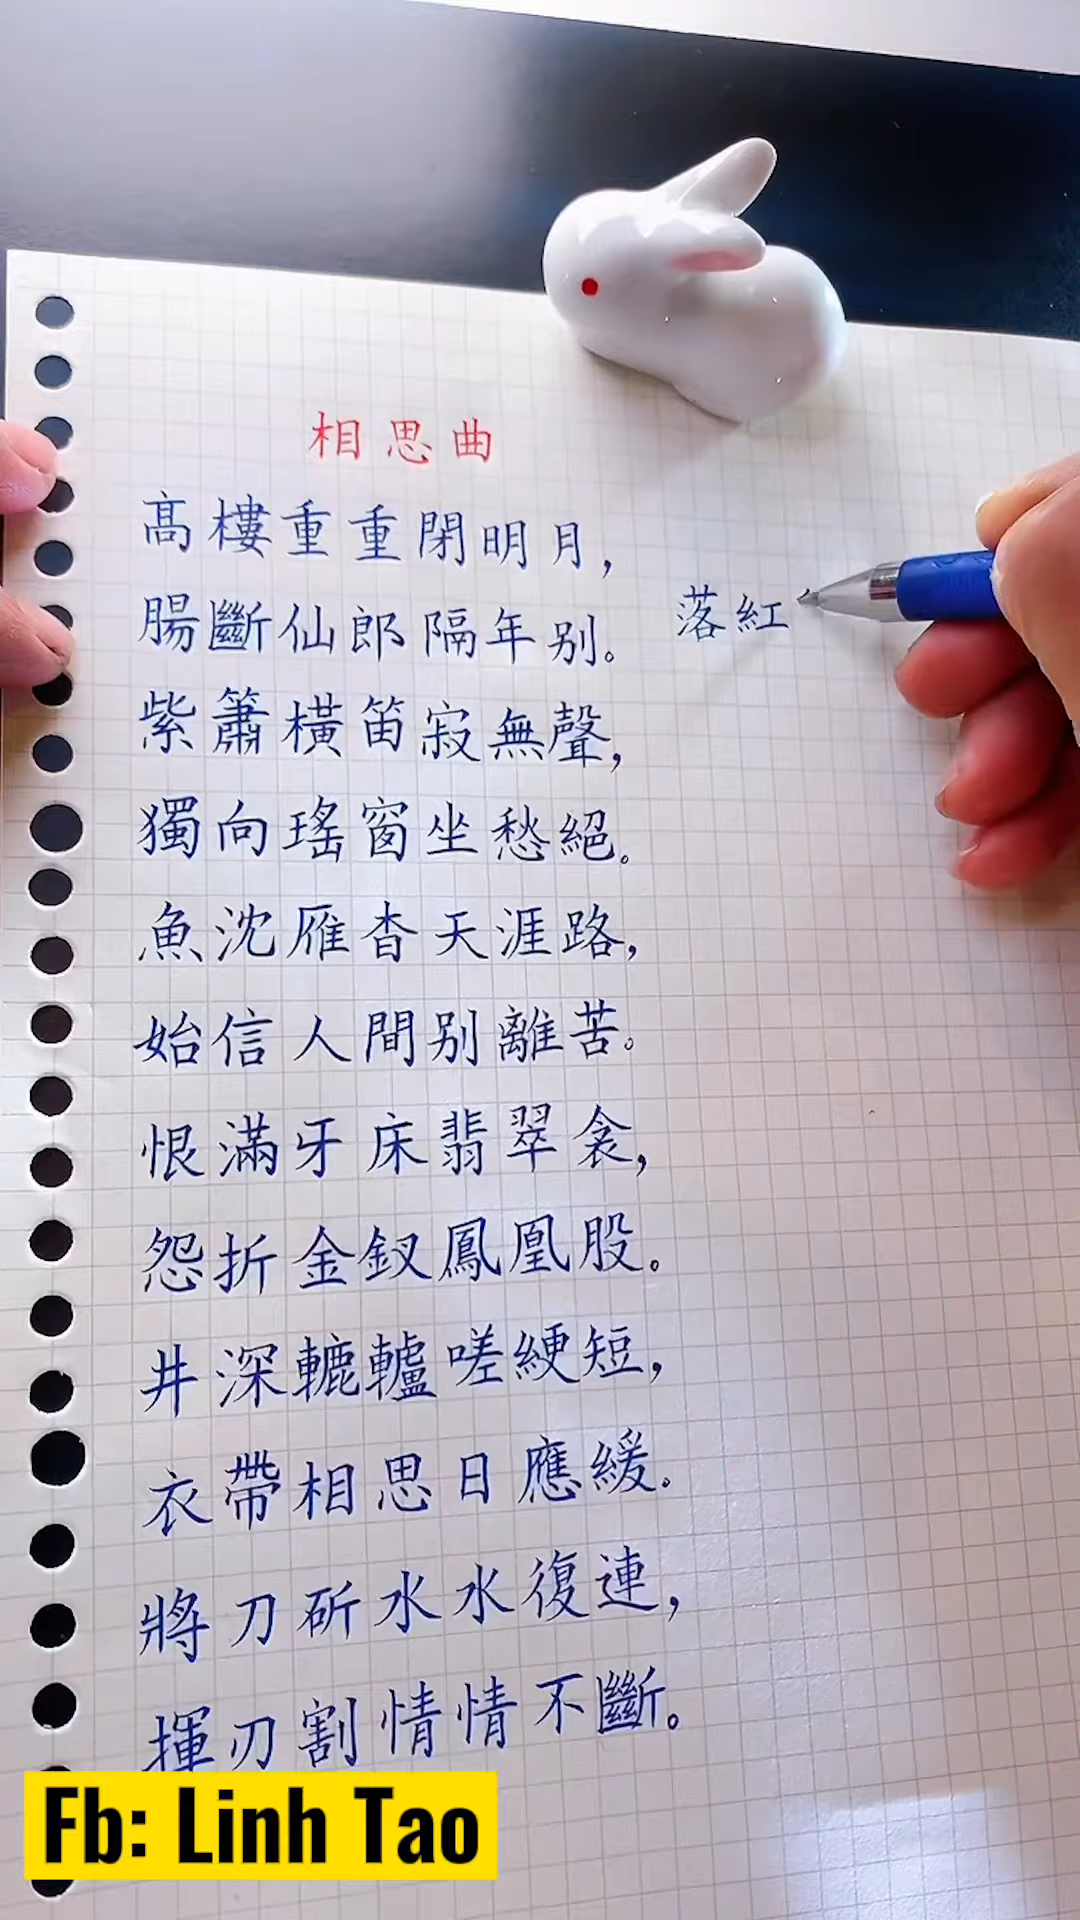 相思曲
高樓重重閉明月，
腸斷仙郎隔年别。
紫簫橫笛寂無聲，
獨向瑤窗坐愁絕。
魚沈雁杳天涯路，
始信人間别離苦。
恨滿牙床翡翠衾，
怨折金釵鳳凰股。
井深轆轤嗟綆短，
衣帶相思日應緩。
將刀斫水水復連，
揮刃割情情不斷。
落紅
Fb: Linh Tao